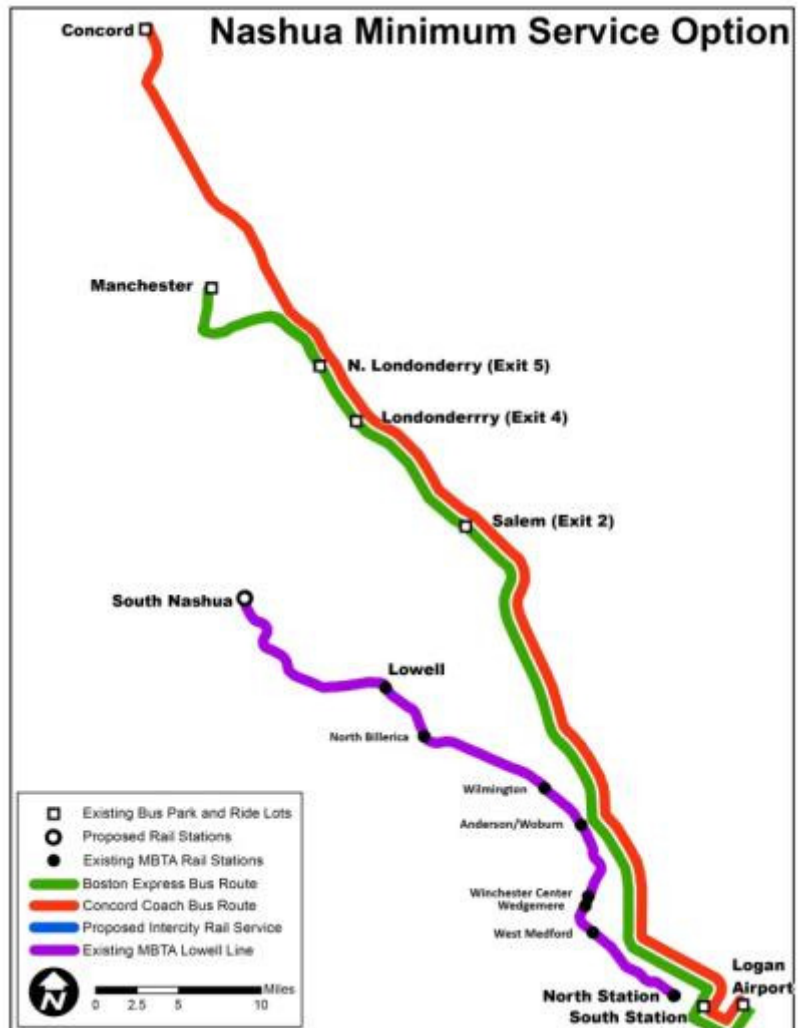 Nashua Minimum Service Option
Concord
Manchester
N. Londonderry (Exit 5)
Londonderrry (Exit 4)
Salem (Exit 2)
South Nashua
Lowell
North Billerica
Wilmington
Anderson/Woburn
Winchester Center
Wedgemere
West Medford
Logan
Airport
North Station
South Station
Existing Bus Park and Ride Lots
Proposed Rail Stations
Existing MBTA Rail Stations
Boston Express Bus Route
Concord Coach Bus Route
Proposed Intercity Rail Service
Existing MBTA Lowell Line
N
Miles
0 2.5 5 10